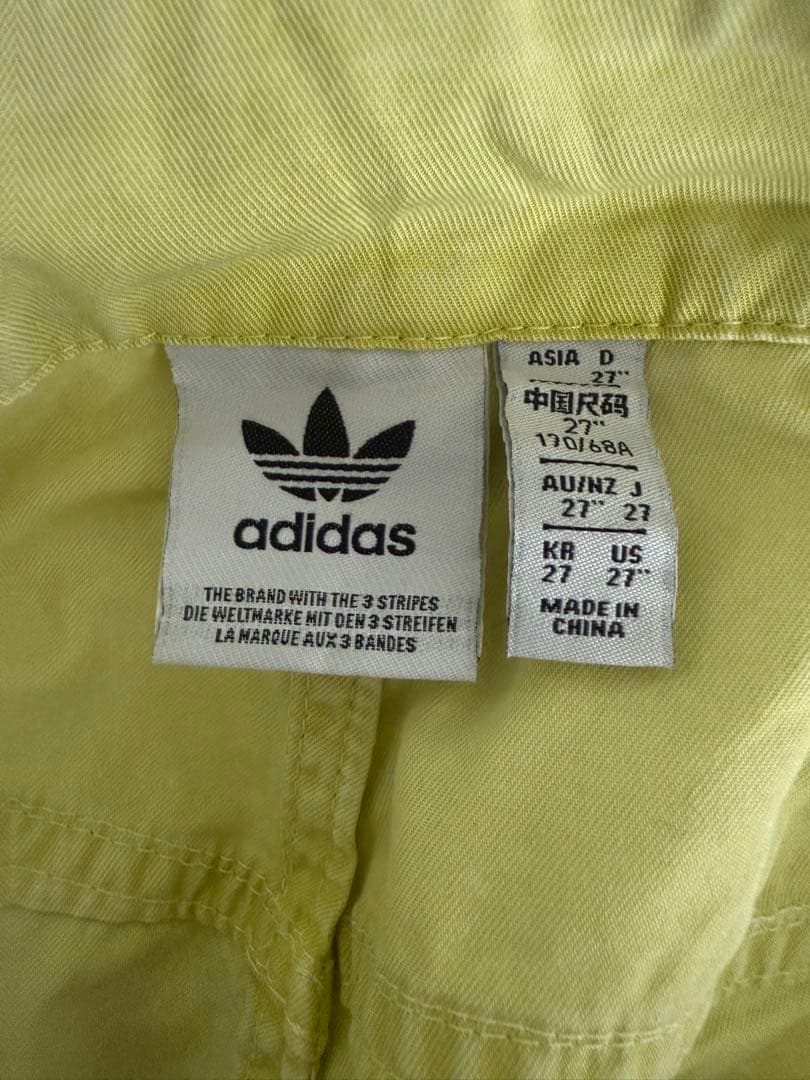 adidas
THE BRAND WITH THE 3 STRIPES
DIE WELTMARKE MIT DEN 3 STREIFEN
LA MARQUE AUX 3 BANDES
ASIA D
27"
中国尺码
27"
170/68A
AU/NZ J
27" 27
KR US
27 27"
MADE IN
CHINA